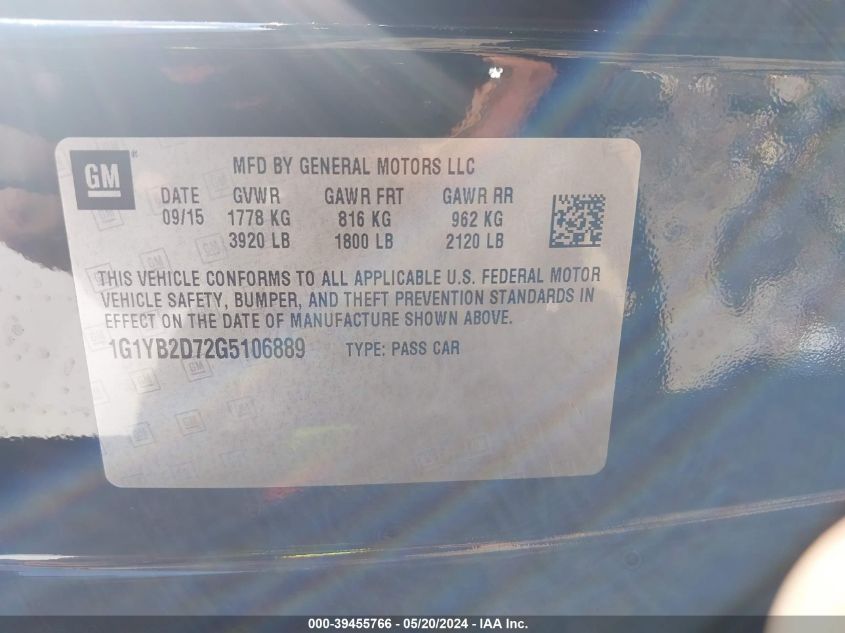 GM
MFD BY GENERAL MOTORS LLC
DATE GVWR GAWR FRT GAWR RR
09/15 1778 KG 816 KG 962 KG
3920 LB 1800 LB 2120 LB
THIS VEHICLE CONFORMS TO ALL APPLICABLE U.S. FEDERAL MOTOR
VEHICLE SAFETY, BUMPER, AND THEFT PREVENTION STANDARDS IN
EFFECT ON THE DATE OF MANUFACTURE SHOWN ABOVE.
1G1YB2D72G5106889 TYPE: PASS CAR
000-39455766 - 05/20/2024 - IAA Inc.